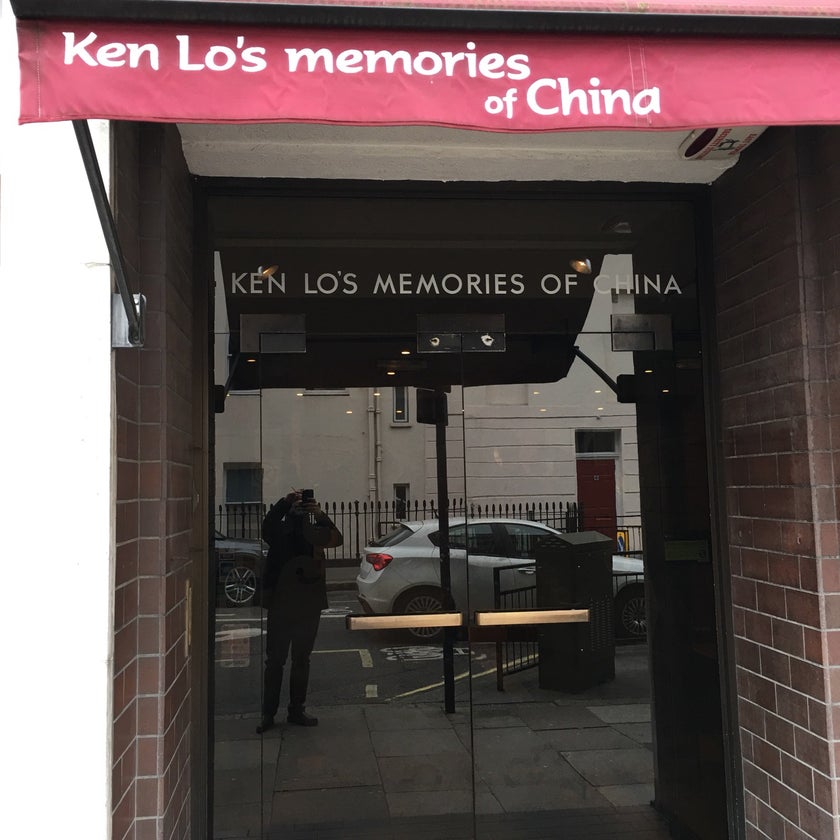 Ken Lo's memories
of China
KEN LO'S MEMORIES OF CHINA